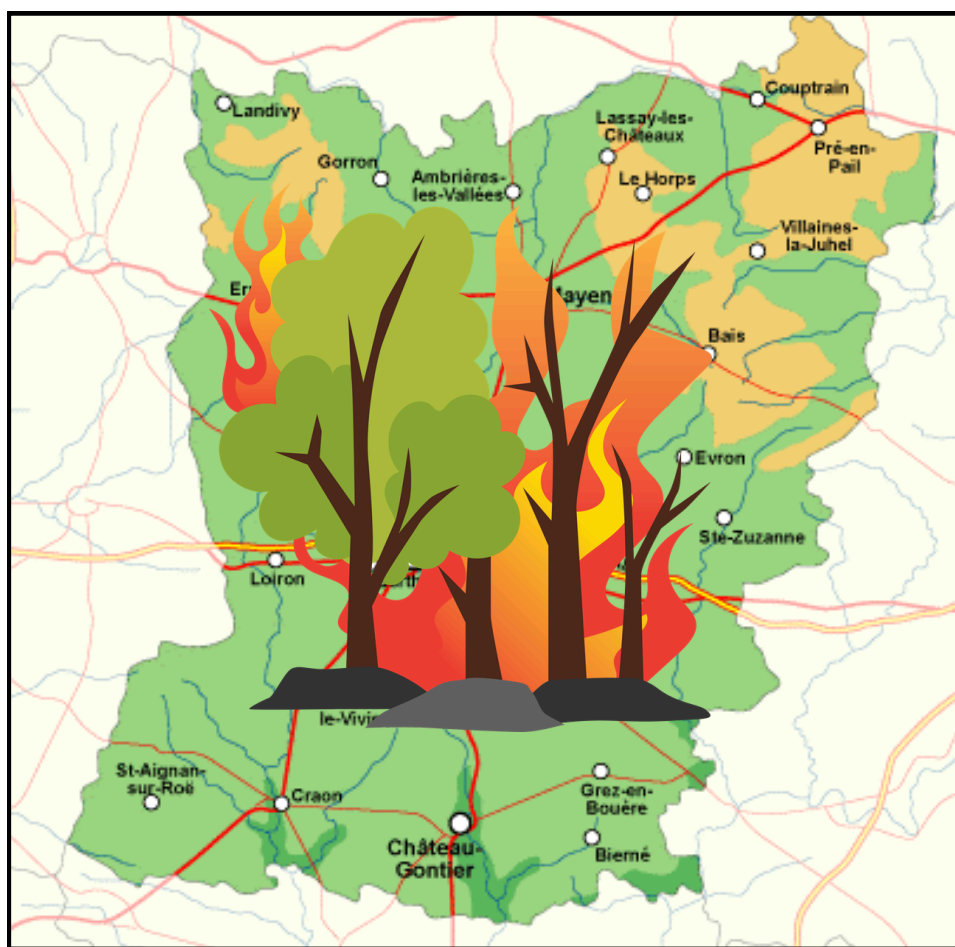 Couptrain
Landivy
Lassay-les-
Châteaux
Pré-en-
Pail
Gorron
Ambrières-
les-Vallées
Le Horps
Villaines-
la-Juhel
Bais
Evron
Ste-Zuzanne
Loiron
St-Aignan-
sur-Roë
Craon
Grez-en-
Bouère
Château-
Gontier
Bierné